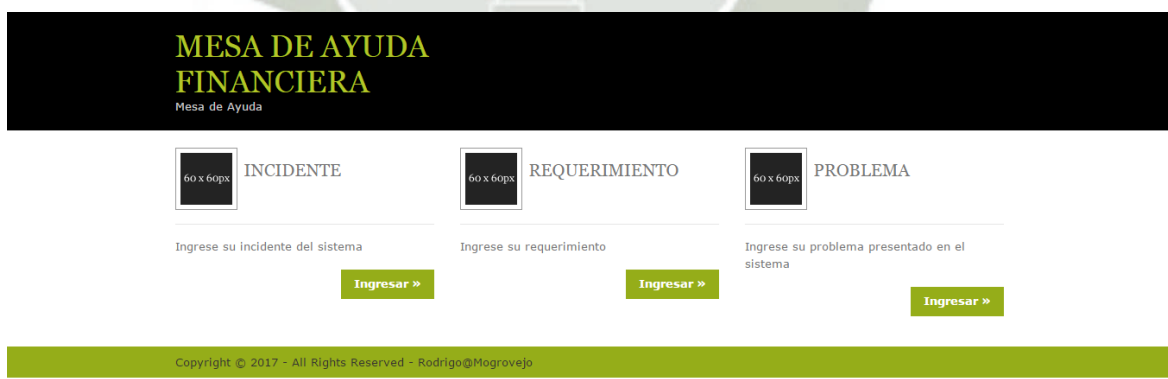 MESA DE AYUDA
FINANCIERA
Mesa de Ayuda
60 x 60px
INCIDENTE
Ingrese su incidente del sistema
Ingresar »
60 x 60px
REQUERIMIENTO
Ingrese su requerimiento
Ingresar »
60 x 60px
PROBLEMA
Ingrese su problema presentado en el
sistema
Ingresar »
Copyright © 2017 - All Rights Reserved - Rodrigo@Mogrovejo